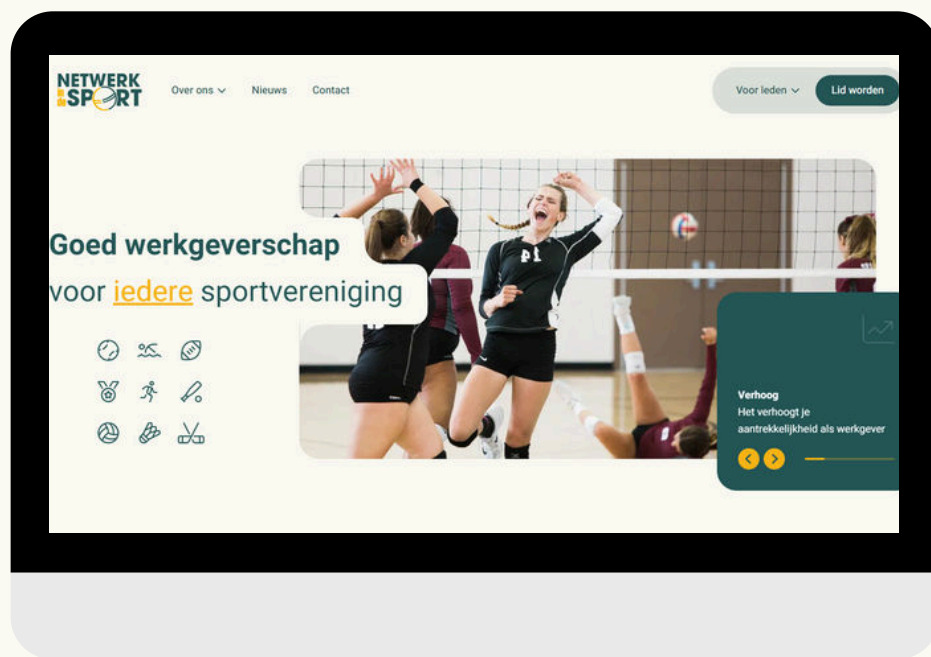 NETWERK
SPORT
Over ons
Nieuws
Contact
Voor leden
Lid worden
Goed werkgeverschap
voor iedere sportvereniging
14
Verhoog
Het verhoogt je
aantrekkelijkheid als werkgever